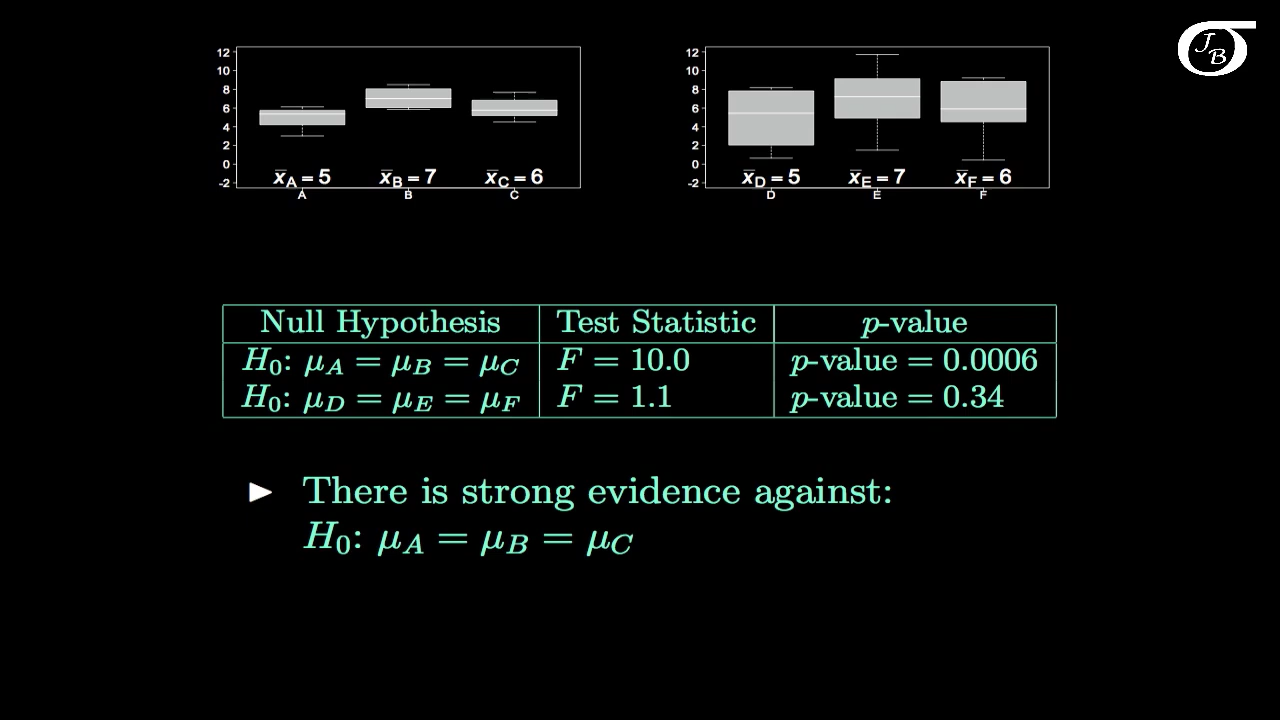 J
B
12
10
8
6
4
2
0
-2
x̄A = 5
x̄B = 7
x̄C = 6
A
B
C
12
10
8
6
4
2
0
-2
x̄D = 5
x̄E = 7
x̄F = 6
D
E
F
Null Hypothesis Test Statistic p-value
H₀: μA = μB = μC F = 10.0 p-value = 0.0006
H₀: μD = μE = μF F = 1.1 p-value = 0.34
► There is strong evidence against:
H₀: μA = μB = μC